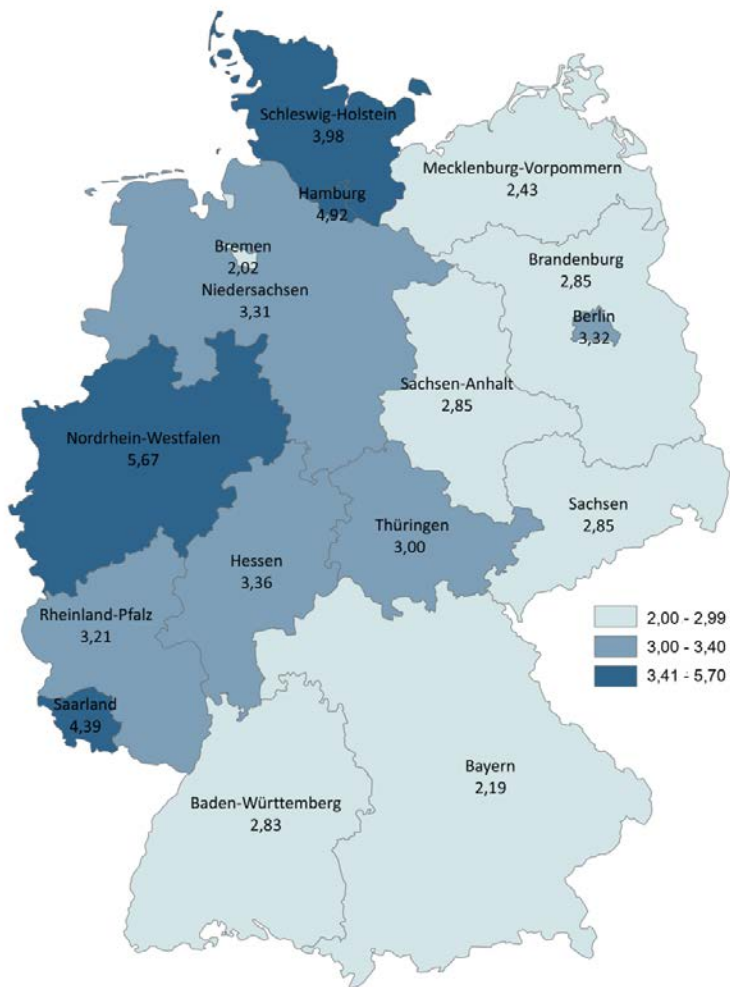 Schleswig-Holstein
3,98
Mecklenburg-Vorpommern
2,43
Hamburg
4,92
Bremen
2,02
Niedersachsen
3,31
Brandenburg
2,85
Berlin
3,32
Sachsen-Anhalt
2,85
Nordrhein-Westfalen
5,67
Sachsen
2,85
Thüringen
3,00
Hessen
3,36
Rheinland-Pfalz
3,21
2,00 - 2,99
3,00 - 3,40
3,41 - 5,70
Saarland
4,39
Bayern
2,19
Baden-Württemberg
2,83